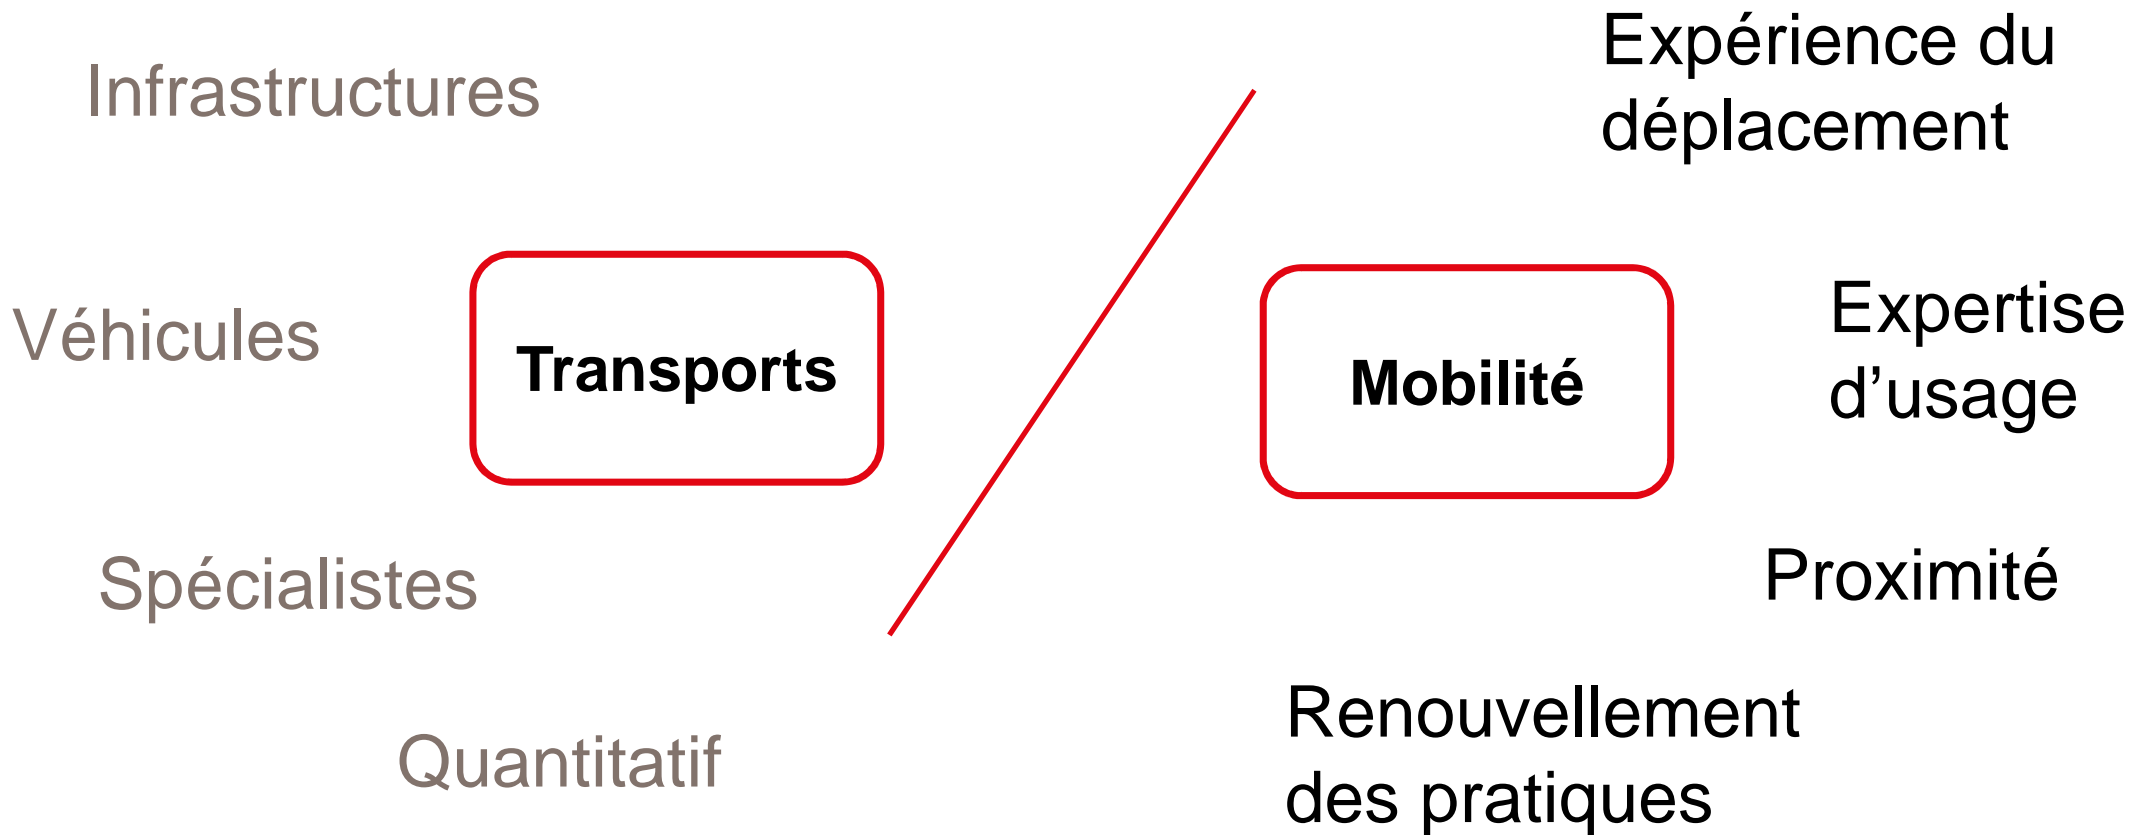 Infrastructures
Véhicules
Transports
Spécialistes
Quantitatif
Expérience du
déplacement
Mobilité
Expertise
d’usage
Proximité
Renouvellement
des pratiques